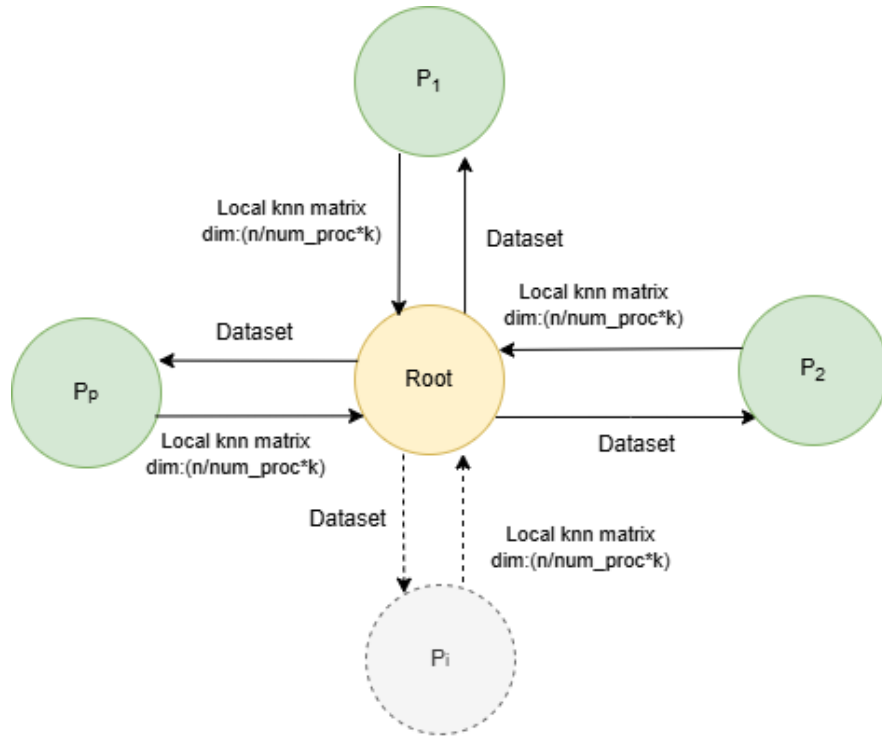 P1
Local knn matrix
dim:(n/num_proc*k)
Dataset
Local knn matrix
dim:(n/num_proc*k)
Dataset
Pp
Root
P2
Local knn matrix
dim:(n/num_proc*k)
Dataset
Dataset
Local knn matrix
dim:(n/num_proc*k)
Pi